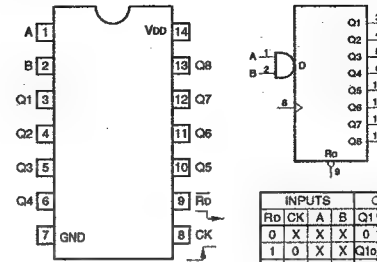 A 1 VDD 14
B 2 13 Q8
Q1 3 12 Q7
Q2 4 11 Q6
Q3 5 10 Q5
Q4 6 9 RD
7 GND 8 CK
A 1
B 2
D
Q1
Q2
Q3
Q4
Q5
Q6
Q7
Q8
RD
9
INPUTS
RD CK A B Q1
0 X X X 0
1 0 X X Q1o